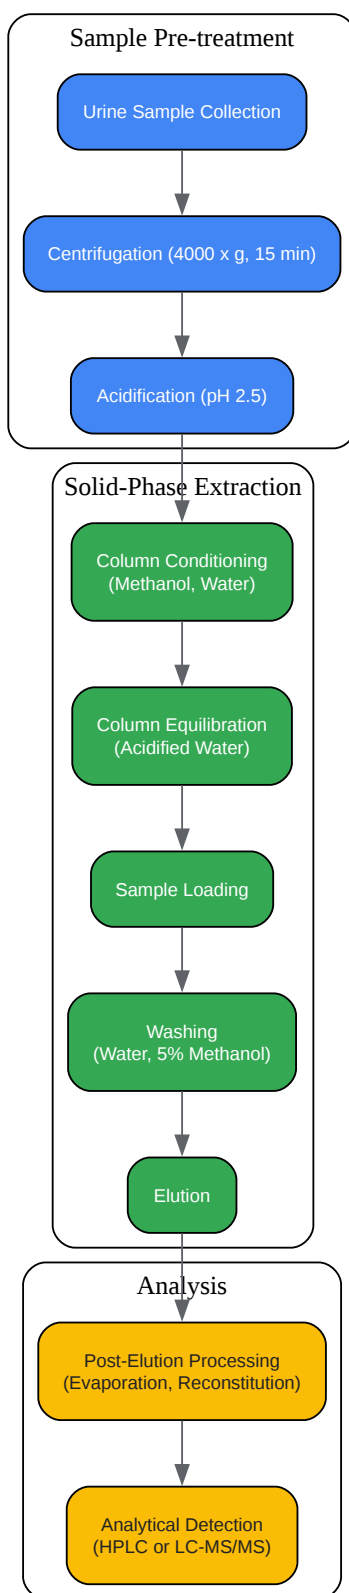 Sample Pre-treatment
Urine Sample Collection
Centrifugation (4000 x g, 15 min)
Acidification (pH 2.5)
Solid-Phase Extraction
Column Conditioning
(Methanol, Water)
Column Equilibration
(Acidified Water)
Sample Loading
Washing
(Water, 5% Methanol)
Elution
Analysis
Post-Elution Processing
(Evaporation, Reconstitution)
Analytical Detection
(HPLC or LC-MS/MS)